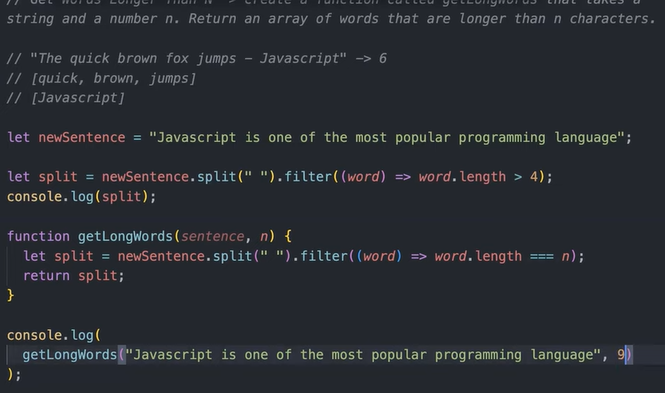 // Get Words Longer Than N -> Create a function called getLongWords that takes a
string and a number n. Return an array of words that are longer than n characters.
// "The quick brown fox jumps - Javascript" -> 6
// [quick, brown, jumps]
// [Javascript]
let newSentence = "Javascript is one of the most popular programming language";
let split = newSentence.split(" ").filter((word) => word.length > 4);
console.log(split);
function getLongWords(sentence, n) {
let split = newSentence.split(" ").filter((word) => word.length === n);
return split;
}
console.log(
getLongWords("Javascript is one of the most popular programming language", 9)
);